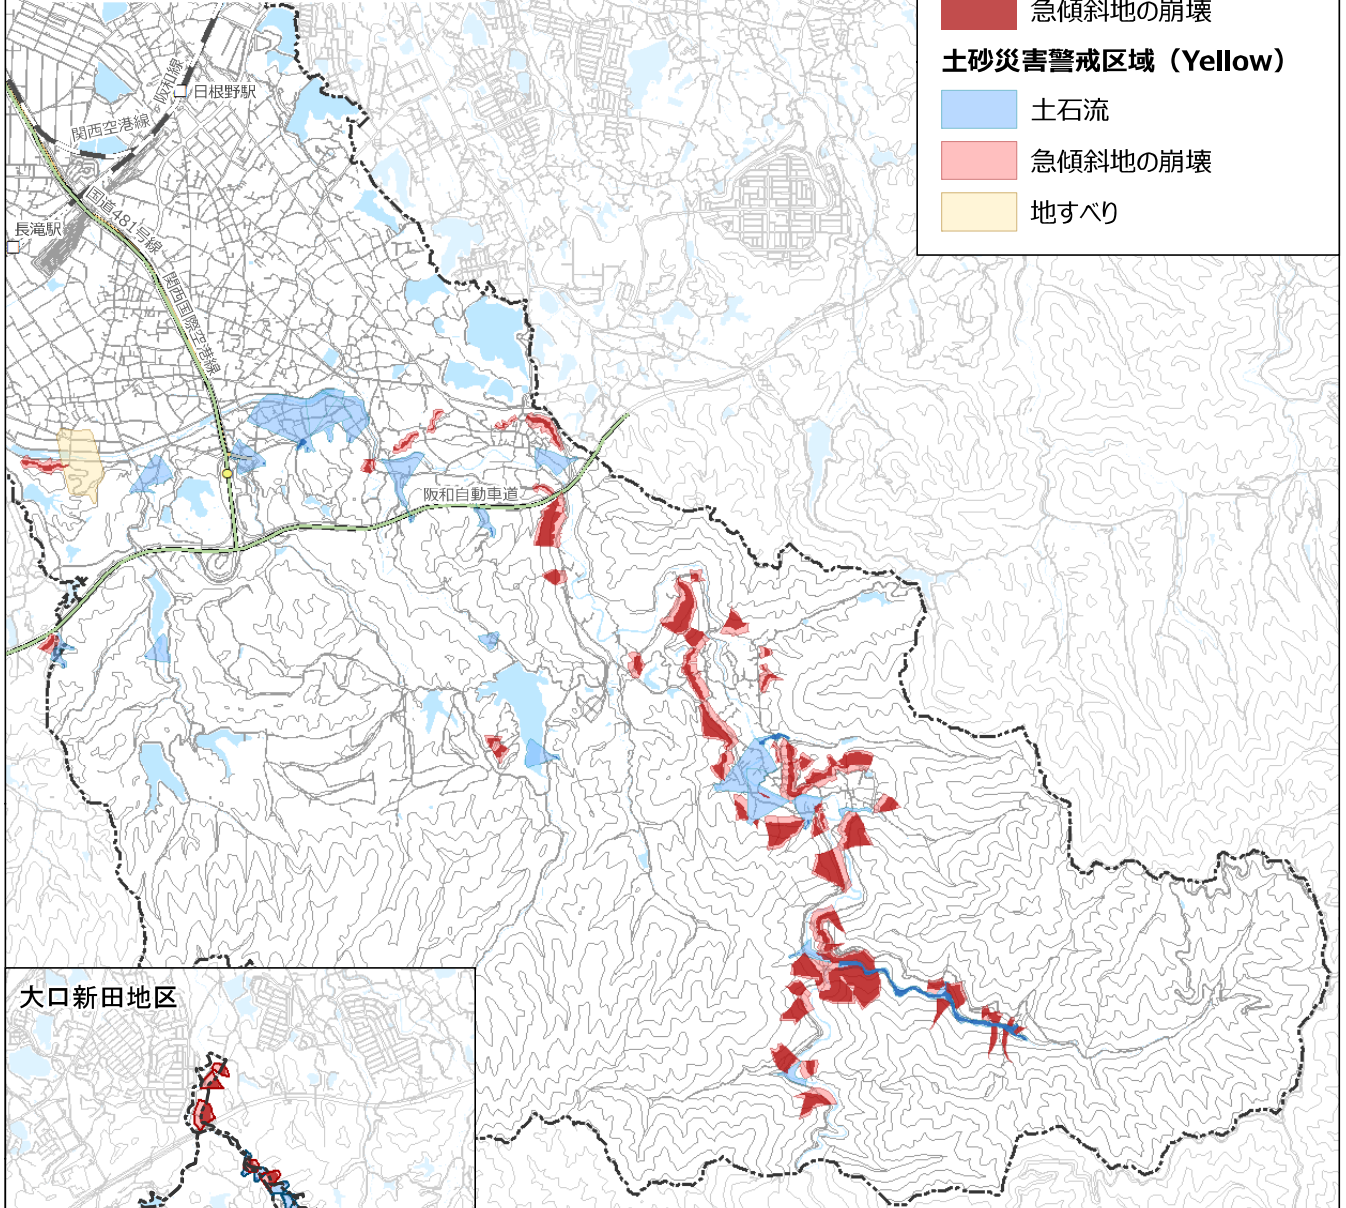 急傾斜地の崩壊
土砂災害警戒区域（Yellow）
土石流
急傾斜地の崩壊
地すべり
阪和線
日根野駅
関西空港線
国道481号線
長滝駅
関西国際空港線
阪和自動車道
大口新田地区